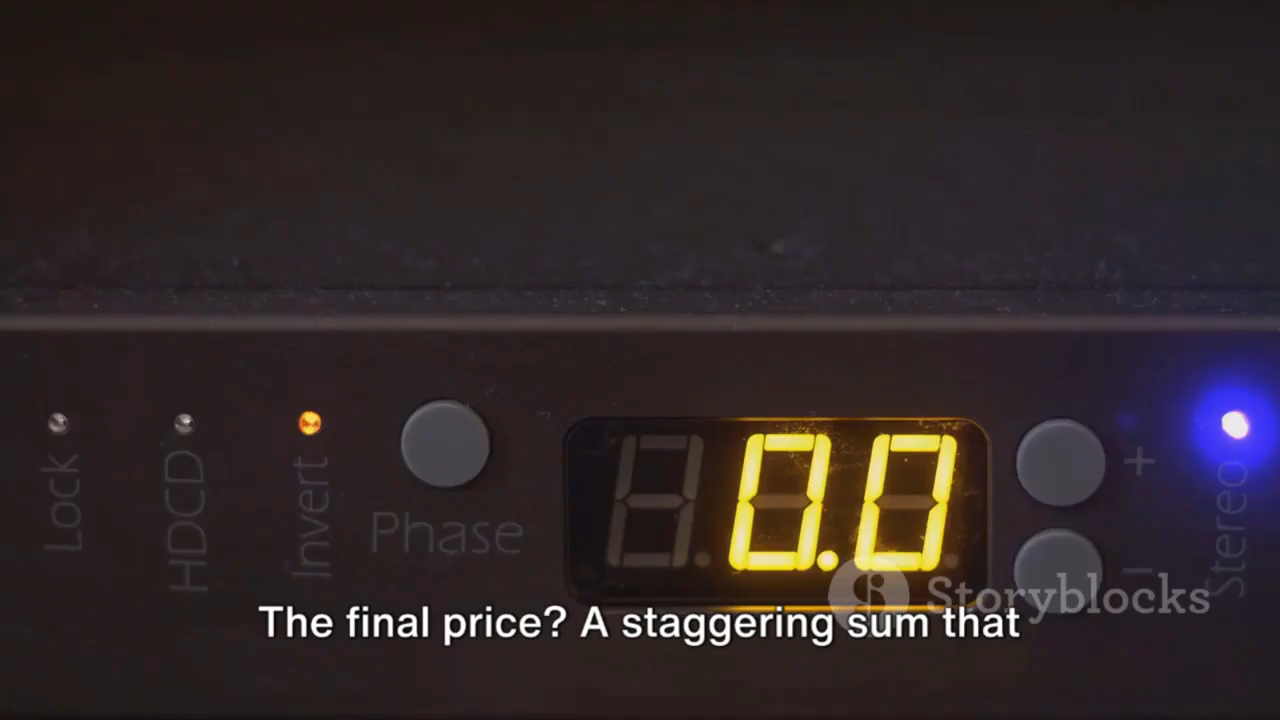 Lock
HDCD
Invert
Phase
0.0
+
−
Stereo
Storyblocks
The final price? A staggering sum that